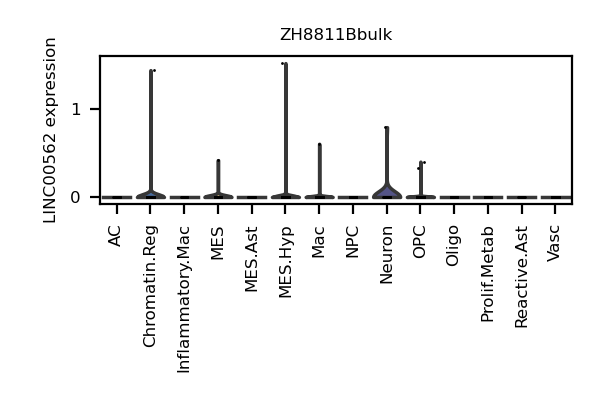 ZH8811Bbulk
LINC00562 expression
1
0
AC
Chromatin.Reg
Inflammatory.Mac
MES
MES.Ast
MES.Hyp
Mac
NPC
Neuron
OPC
Oligo
Prolif.Metab
Reactive.Ast
Vasc